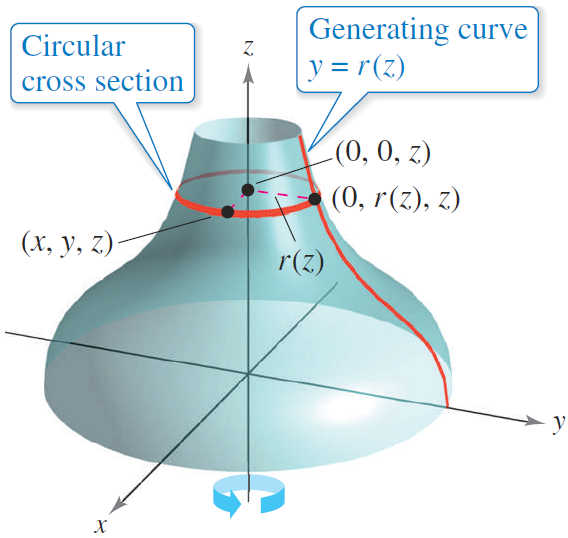 Circular
cross section
Generating curve
y = r(z)
z
(0, 0, z)
(0, r(z), z)
(x, y, z)
r(z)
y
x